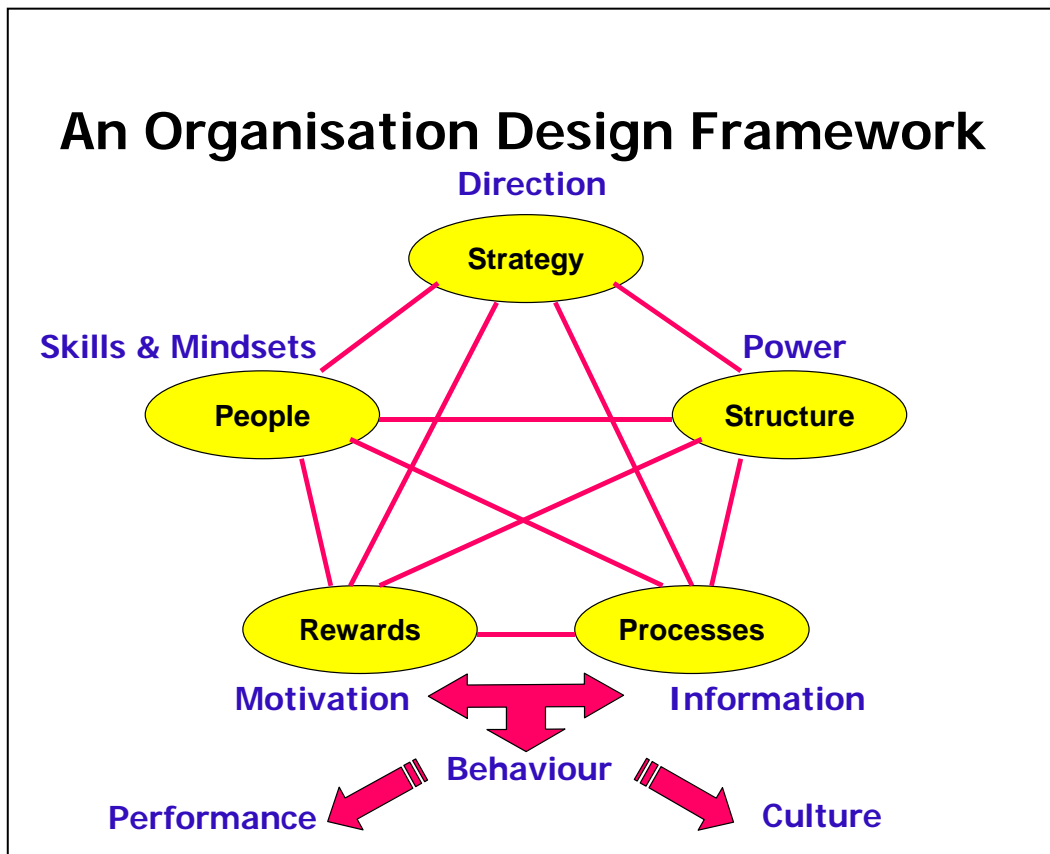 An Organisation Design Framework
Direction
Strategy
Skills & Mindsets
Power
People
Structure
Rewards
Processes
Motivation
Information
Behaviour
Performance
Culture